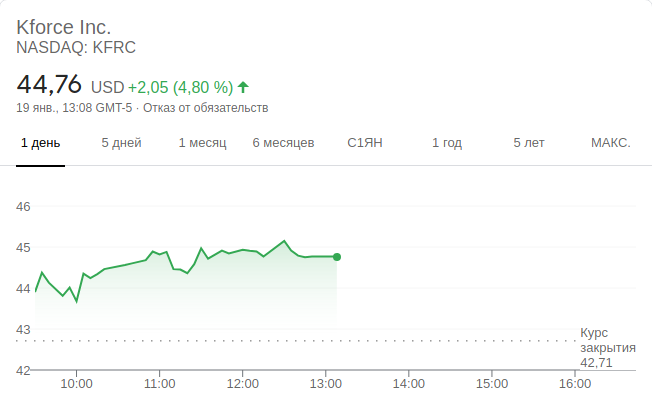 Kforce Inc.
NASDAQ: KFRC
44,76 USD +2,05 (4,80 %)
19 янв., 13:08 GMT-5 · Отказ от обязательств
1 день 5 дней 1 месяц 6 месяцев С1ЯН 1 год 5 лет МАКС.
46
45
44
43
42
Курс
закрытия
42,71
10:00 11:00 12:00 13:00 14:00 15:00 16:00